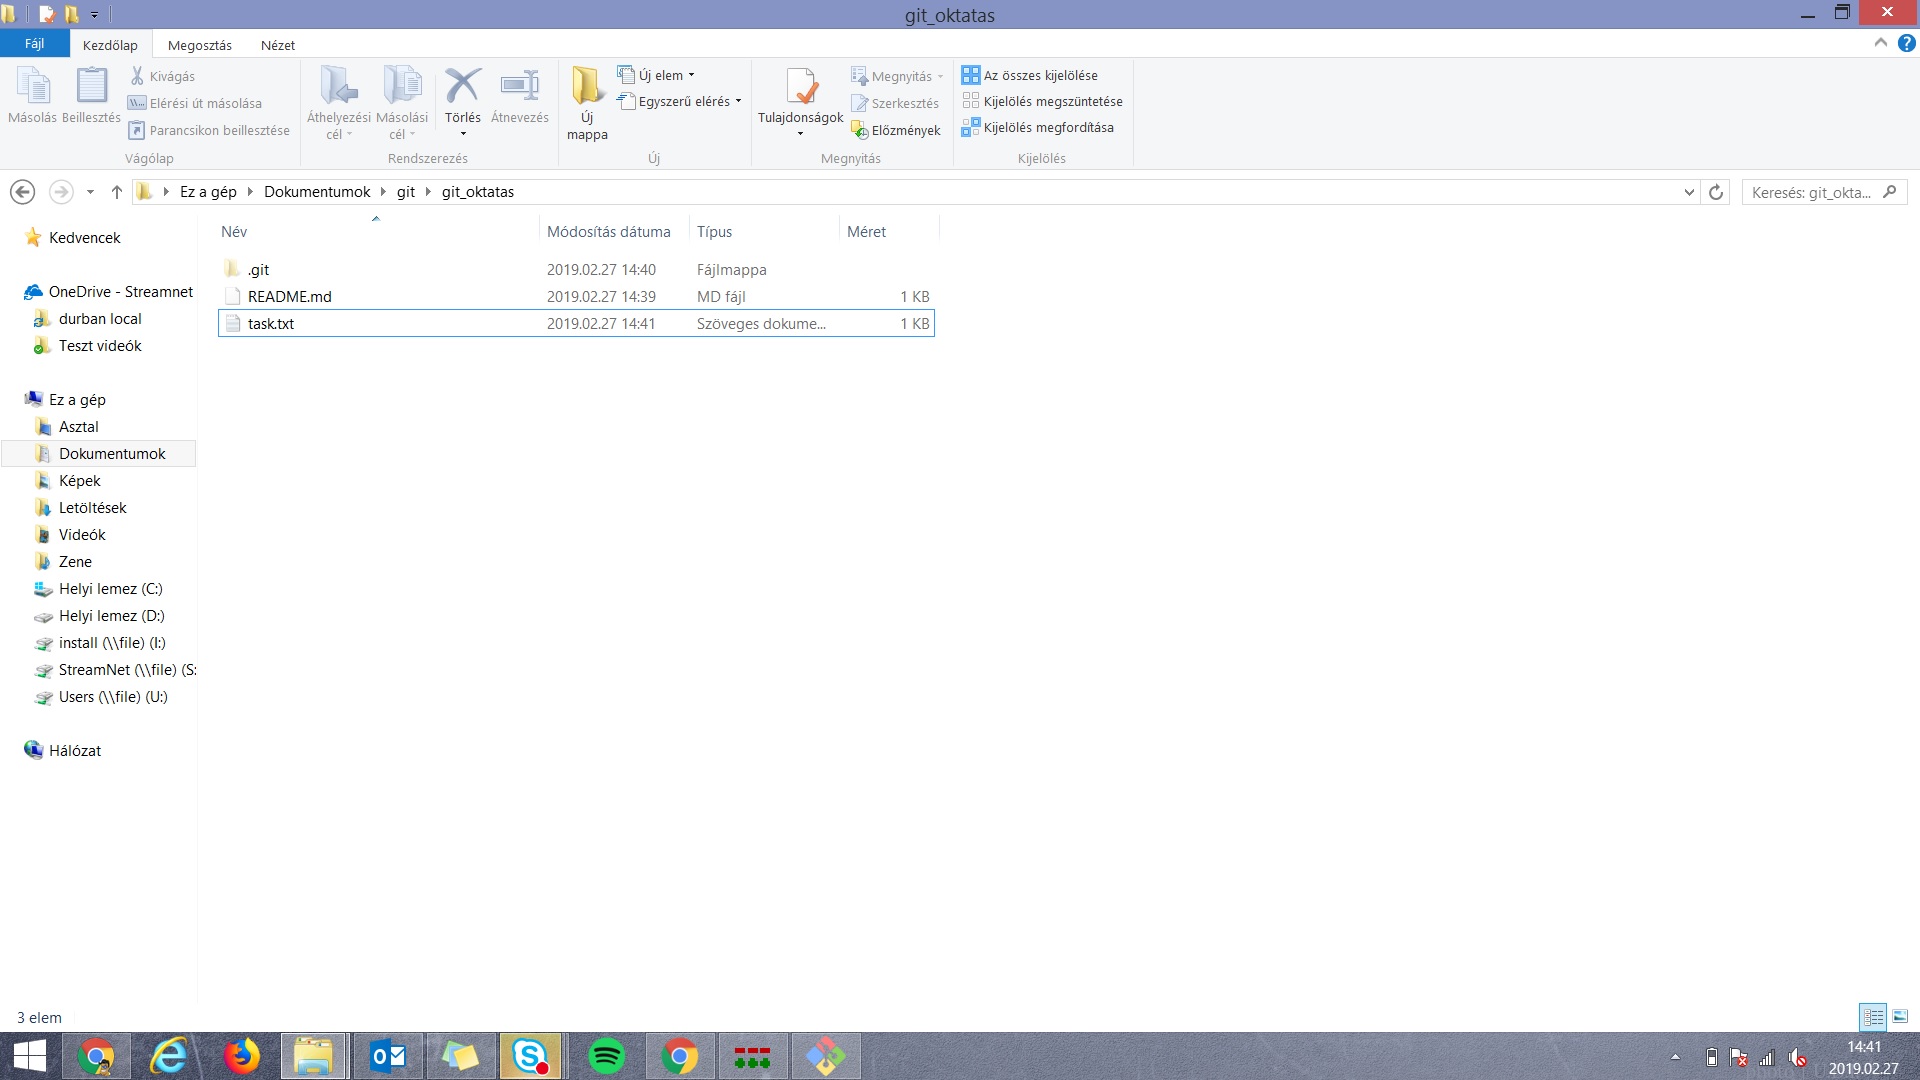 git_oktatas
Fájl Kezdőlap Megosztás Nézet
Másolás
Beillesztés
Kivágás
Elérési út másolása
Parancsikon beillesztése
Vágólap
Áthelyezési cél
Másolási cél
Törlés
Átnevezés
Rendszerezés
Új mappa
Új elem
Egyszerű elérés
Új
Tulajdonságok
Megnyitás
Szerkesztés
Előzmények
Megnyitás
Az összes kijelölése
Kijelölés megszüntetése
Kijelölés megfordítása
Kijelölés
Ez a gép Dokumentumok git git_oktatas
Keresés: git_okta...
Kedvencek
OneDrive - Streamnet
durban local
Teszt videók
Ez a gép
Asztal
Dokumentumok
Képek
Letöltések
Videók
Zene
Helyi lemez (C:)
Helyi lemez (D:)
install (\\file) (I:)
StreamNet (\\file) (S:
Users (\\file) (U:)
Hálózat
Név Módosítás dátuma Típus Méret
.git 2019.02.27 14:40 Fájlmappa
README.md 2019.02.27 14:39 MD fájl 1 KB
task.txt 2019.02.27 14:41 Szöveges dokume... 1 KB
3 elem
14:41
2019.02.27